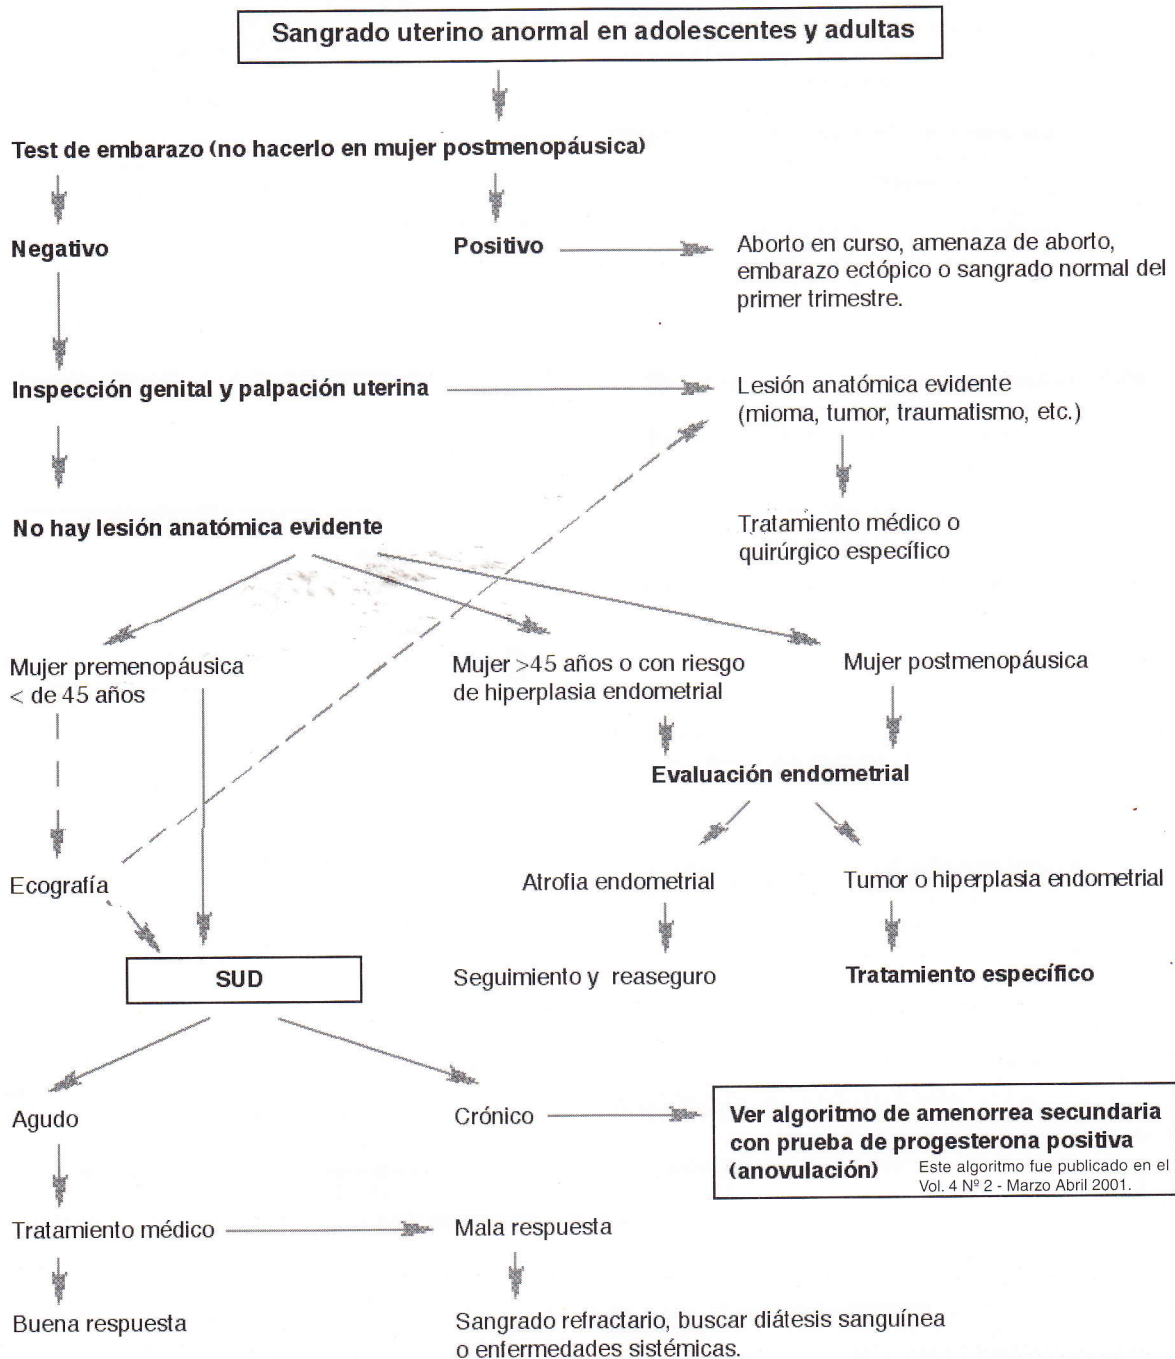 Sangrado uterino anormal en adolescentes y adultas
Test de embarazo (no hacerlo en mujer postmenopáusica)
Negativo
Positivo
Aborto en curso, amenaza de aborto,
embarazo ectópico o sangrado normal del
primer trimestre.
Inspección genital y palpación uterina
Lesión anatómica evidente
(mioma, tumor, traumatismo, etc.)
No hay lesión anatómica evidente
Tratamiento médico o
quirúrgico específico
Mujer premenopáusica
< de 45 años
Mujer >45 años o con riesgo
de hiperplasia endometrial
Mujer postmenopáusica
Evaluación endometrial
Ecografía
Atrofia endometrial
Tumor o hiperplasia endometrial
SUD
Seguimiento y reaseguro
Tratamiento específico
Agudo
Crónico
Ver algoritmo de amenorrea secundaria
con prueba de progesterona positiva
(anovulación)
Este algoritmo fue publicado en el
Vol. 4 Nº 2 - Marzo Abril 2001.
Tratamiento médico
Mala respuesta
Buena respuesta
Sangrado refractario, buscar diátesis sanguínea
o enfermedades sistémicas.